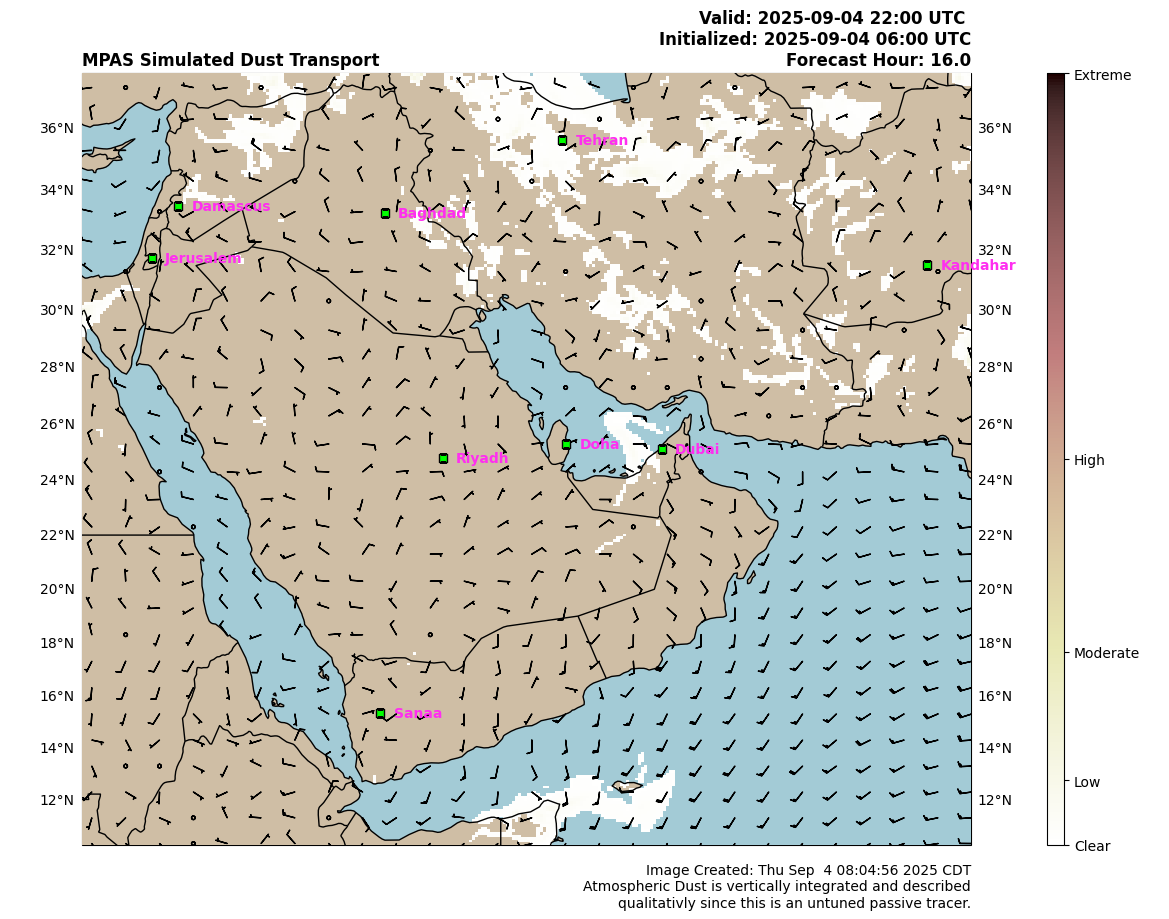 Valid: 2025-09-04 22:00 UTC
Initialized: 2025-09-04 06:00 UTC
MPAS Simulated Dust Transport Forecast Hour: 16.0
Extreme
36°N Tehran 36°N
34°N Damascus Baghdad 34°N
32°N Jerusalem Kandahar 32°N
30°N 30°N
28°N 28°N
26°N Doha Dubai 26°N
Riyadh High
24°N 24°N
22°N 22°N
20°N 20°N
18°N 18°N
Moderate
16°N Sanaa 16°N
14°N 14°N
Low
12°N 12°N
Clear
Image Created: Thu Sep 4 08:04:56 2025 CDT
Atmospheric Dust is vertically integrated and described
qualitativly since this is an untuned passive tracer.